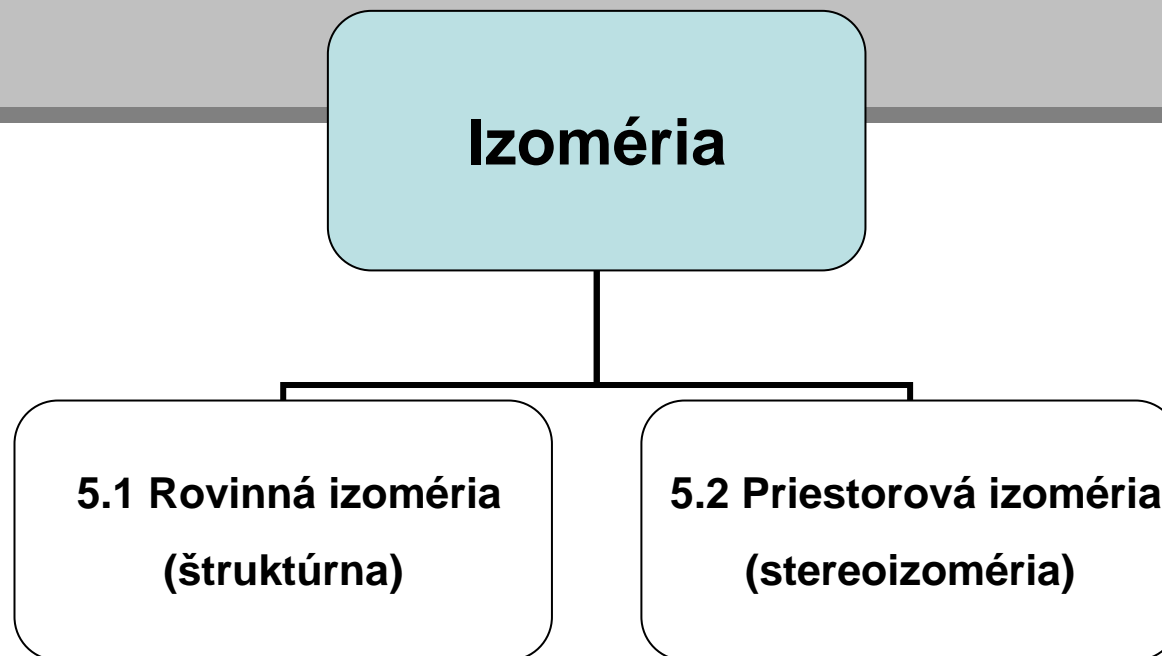 Izoméria
5.1 Rovinná izoméria
(štruktúrna)
5.2 Priestorová izoméria
(stereoizoméria)